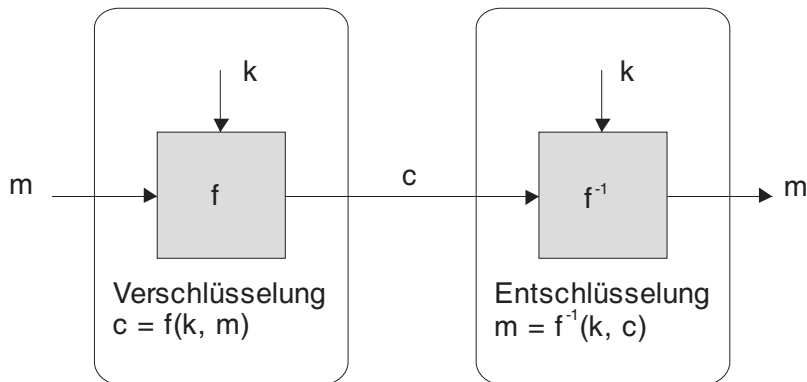 k
k
m
f
c
f⁻¹
m
Verschlüsselung
c = f(k, m)
Entschlüsselung
m = f⁻¹(k, c)